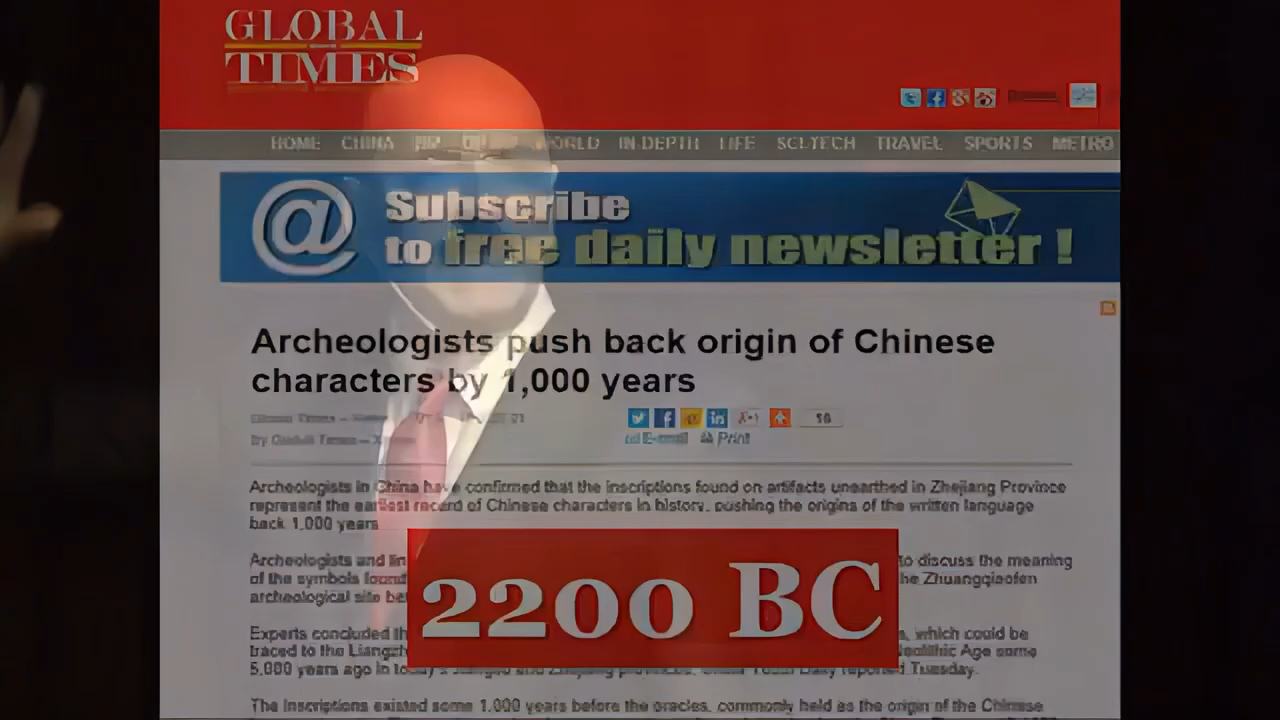 GLOBAL
TIMES
HOME CHINA WORLD IN-DEPTH LIFE SCI-TECH TRAVEL SPORTS METRO
@ Subscribe
to free daily newsletter !
Archeologists push back origin of Chinese
characters by 1,000 years
10
E-mail Print
By Global Times
Archeologists in China have confirmed that the inscriptions found on artifacts unearthed in Zhejiang Province
represent the earliest record of Chinese characters in history, pushing the origins of the written language
back 1,000 years
Archeologists and to discuss the meaning
of the symbols found Zhuangqiaofen
archeological site
2200 BC
Experts concluded which could be
traced to the Neolithic Age some
5,000 years ago in reported Tuesday.
The inscriptions existed some 1,000 years before the oracles, commonly held as the origin of the Chinese